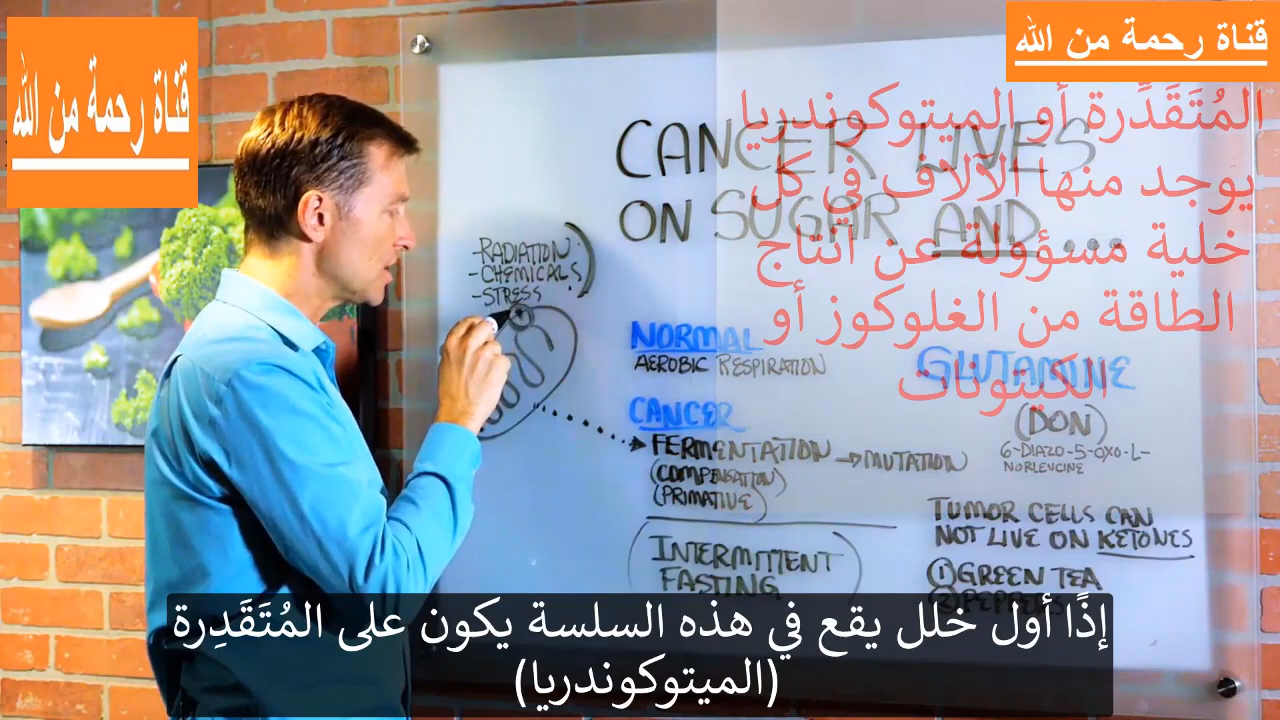 قناة رحمة من الله
قناة رحمة من الله
المُتَقَدِّرة أو الميتوكوندريا
يوجد منها الآلاف في كل
خلية مسؤولة عن انتاج
الطاقة من الغلوكوز أو
الكيتونات
CANCER LIVES
ON SUGAR AND...
-RADIATION
-CHEMICALS
-STRESS
NORMAL
AEROBIC RESPIRATION
CANCER
FERMENTATION → MUTATION
(COMPENSATION)
(PRIMATIVE)
INTERMITTENT
FASTING
GLUTAMINE
(DON)
6-DIAZO-5-OXO-L-
NORLEUCINE
TUMOR CELLS CAN
NOT LIVE ON KETONES
① GREEN TEA
إذًا أول خلل يقع في هذه السلسة يكون على المُتَقَدِرة
(الميتوكوندريا)